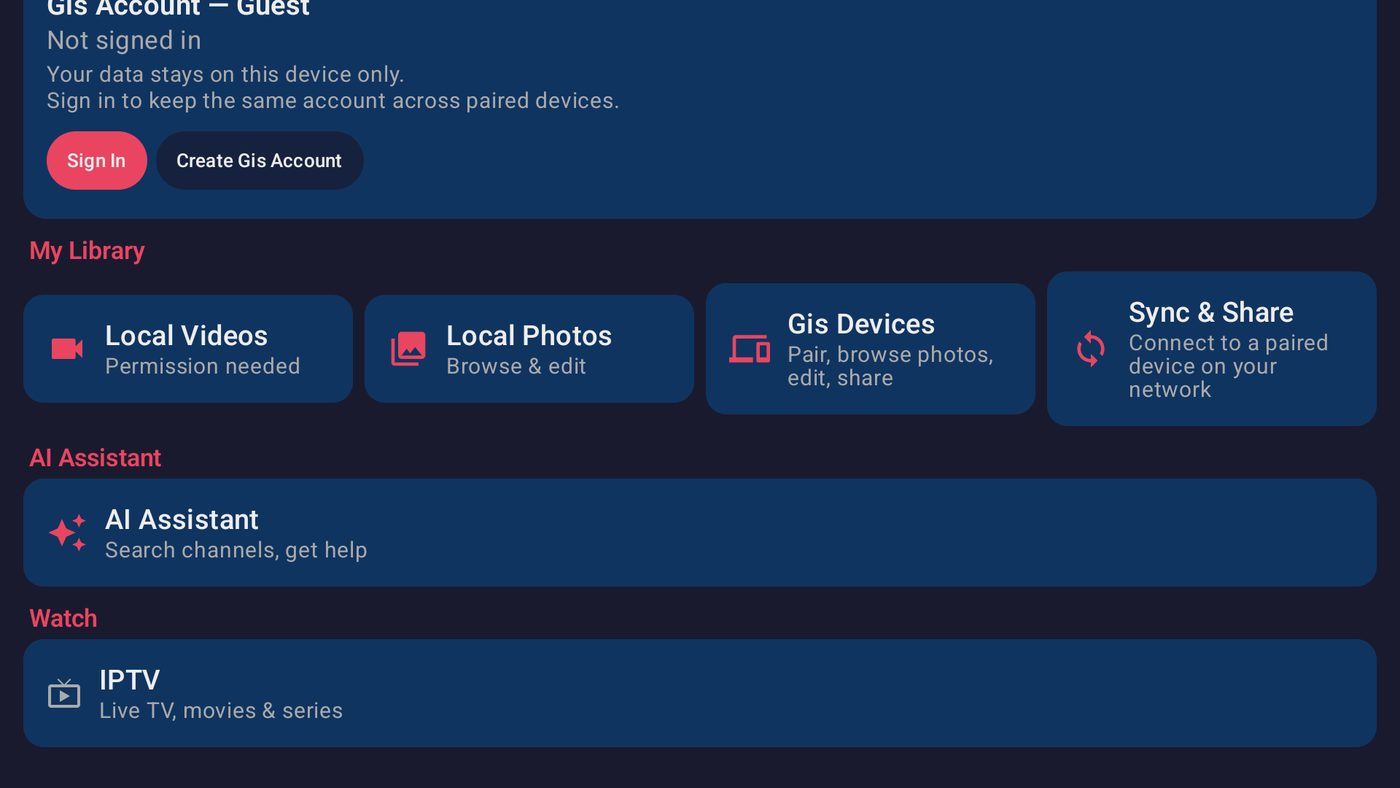 Gis Account — Guest
Not signed in
Your data stays on this device only.
Sign in to keep the same account across paired devices.
Sign In
Create Gis Account
My Library
Local Videos
Permission needed
Local Photos
Browse & edit
Gis Devices
Pair, browse photos,
edit, share
Sync & Share
Connect to a paired
device on your
network
AI Assistant
AI Assistant
Search channels, get help
Watch
IPTV
Live TV, movies & series